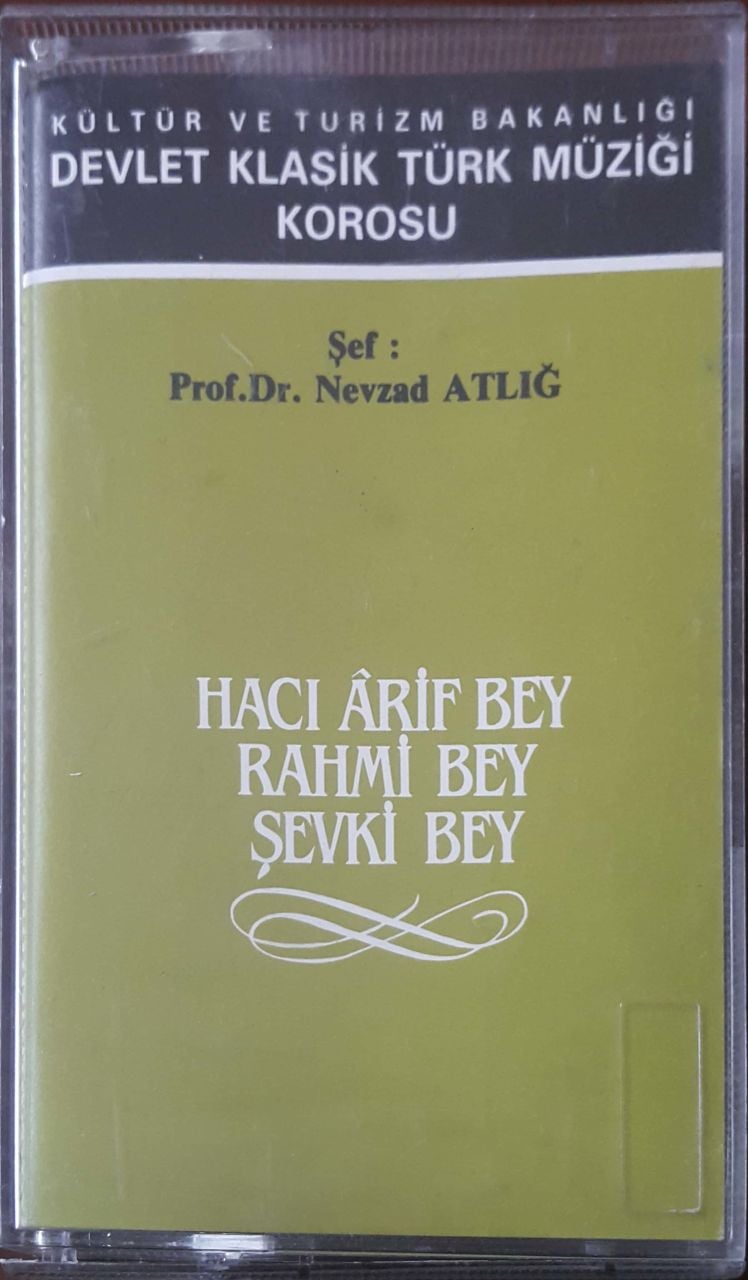 KÜLTÜR VE TURİZM BAKANLIĞI
DEVLET KLASİK TÜRK MÜZİĞİ
KOROSU
Şef :
Prof.Dr. Nevzad ATLIĞ
HACI ÂRİF BEY
RAHMİ BEY
ŞEVKİ BEY